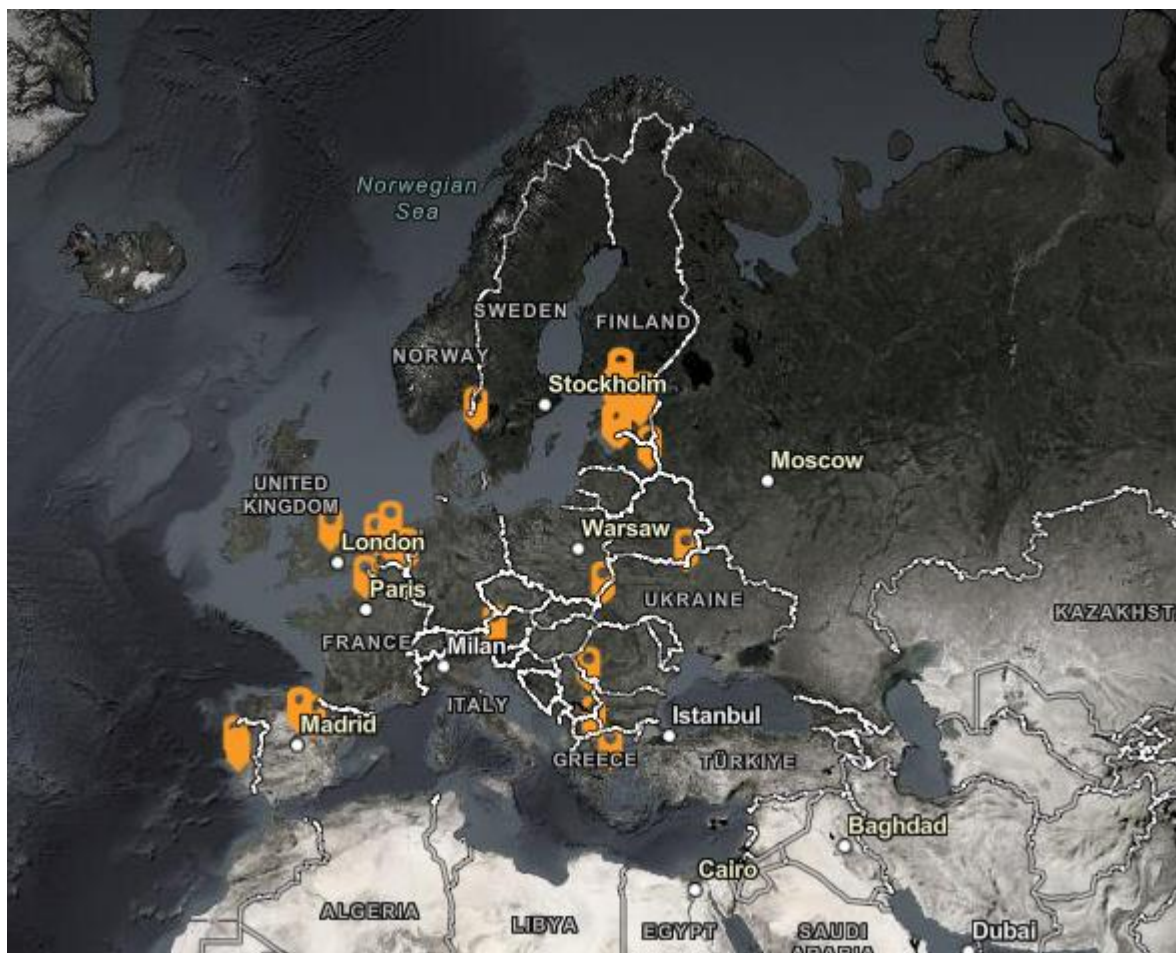 Norwegian
Sea
SWEDEN
FINLAND
NORWAY
Stockholm
Moscow
UNITED
KINGDOM
London
Warsaw
Paris
UKRAINE
KAZAKHST
FRANCE
Milan
ITALY
Istanbul
Madrid
GREECE
TÜRKIYE
Baghdad
Cairo
ALGERIA
LIBYA
EGYPT
SAUDI
ARABIA
Dubai